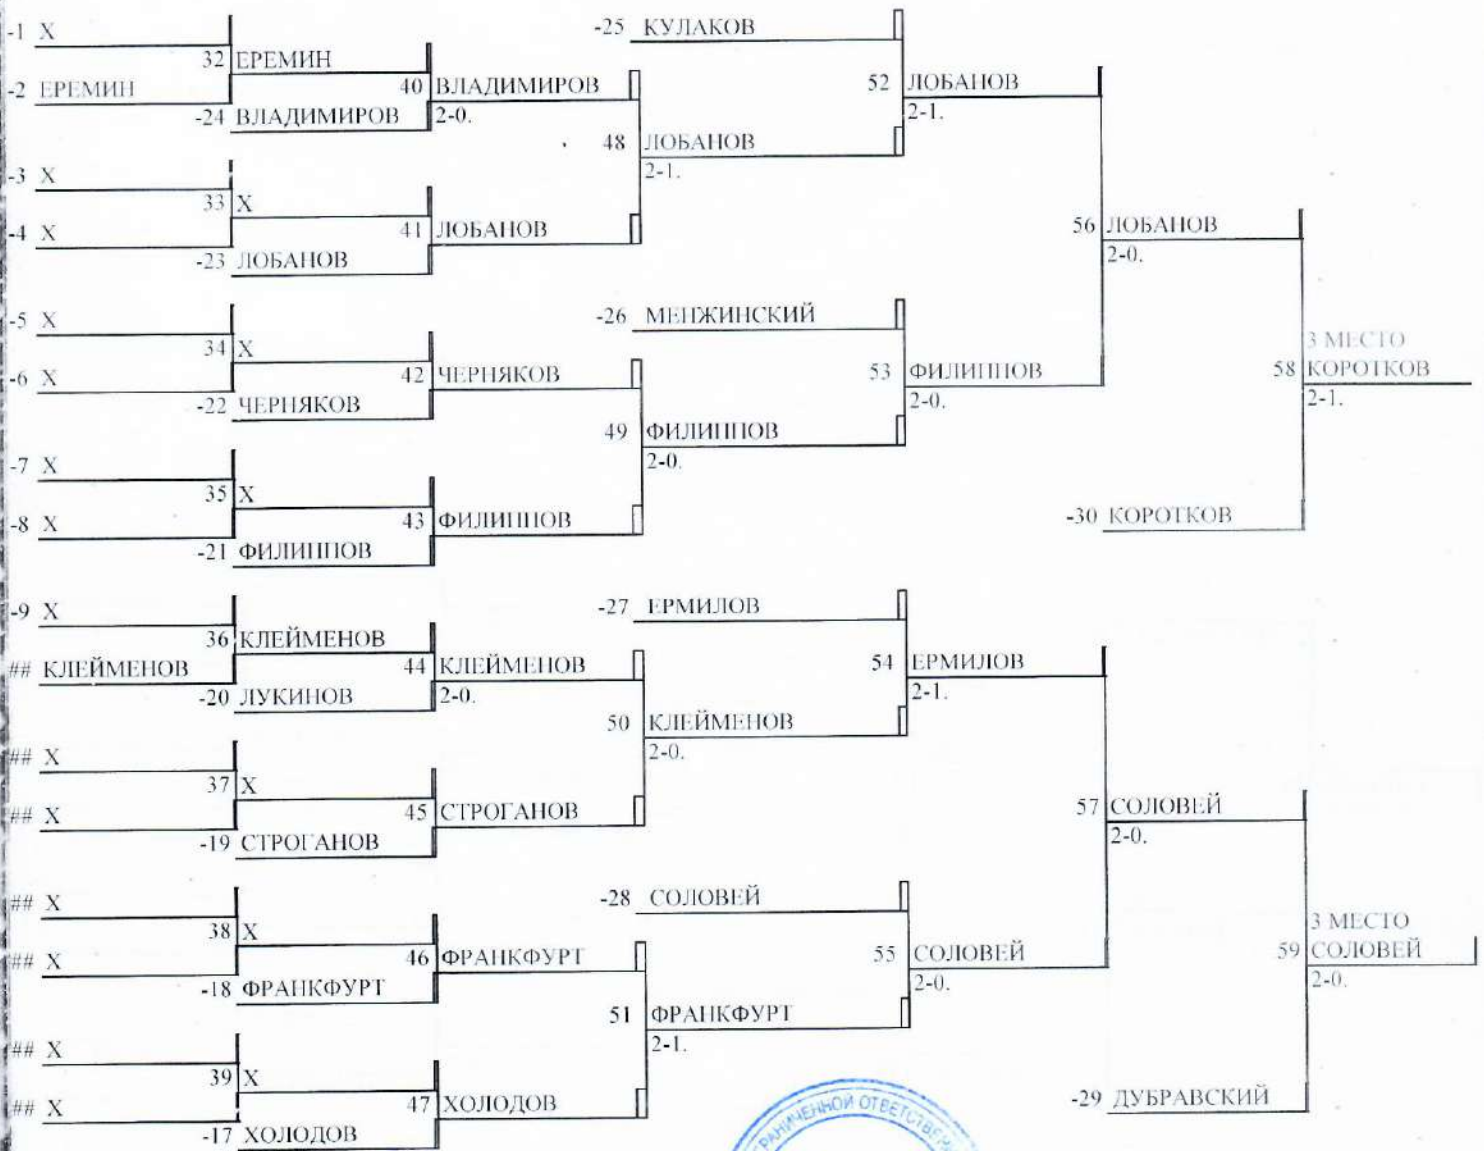 -1 X
-25 КУЛАКОВ
32 ЕРЕМИН
-2 ЕРЕМИН
40 ВЛАДИМИРОВ
52 ЛОБАНОВ
-24 ВЛАДИМИРОВ
2-0.
2-1.
48 ЛОБАНОВ
2-1.
-3 X
33 X
-4 X
41 ЛОБАНОВ
56 ЛОБАНОВ
2-0.
-23 ЛОБАНОВ
-5 X
-26 МЕНЖИНСКИЙ
34 X
3 МЕСТО
-6 X
42 ЧЕРНЯКОВ
53 ФИЛИППОВ
58 КОРОТКОВ
2-0.
2-1.
-22 ЧЕРНЯКОВ
49 ФИЛИППОВ
2-0.
-7 X
35 X
-8 X
43 ФИЛИППОВ
-30 КОРОТКОВ
-21 ФИЛИППОВ
-9 X
-27 ЕРМИЛОВ
36 КЛЕЙМЕНОВ
## КЛЕЙМЕНОВ
44 КЛЕЙМЕНОВ
54 ЕРМИЛОВ
-20 ЛУКИНОВ
2-0.
2-1.
50 КЛЕЙМЕНОВ
2-0.
## X
37 X
## X
45 СТРОГАНОВ
57 СОЛОВЕЙ
2-0.
-19 СТРОГАНОВ
## X
-28 СОЛОВЕЙ
38 X
3 МЕСТО
## X
46 ФРАНКФУРТ
55 СОЛОВЕЙ
59 СОЛОВЕЙ
2-0.
2-0.
-18 ФРАНКФУРТ
51 ФРАНКФУРТ
2-1.
## X
39 X
## X
47 ХОЛОДОВ
-29 ДУБРАВСКИЙ
-17 ХОЛОДОВ